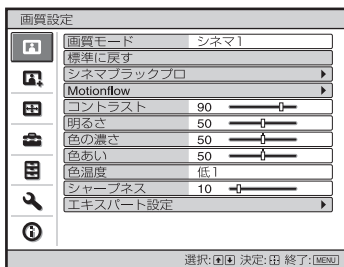 画質設定
画質モード シネマ1
標準に戻す
シネマブラックプロ
Motionflow
コントラスト 90
明るさ 50
色の濃さ 50
色あい 50
色温度 低1
シャープネス 10
エキスパート設定
選択: 決定: 終了:MENU